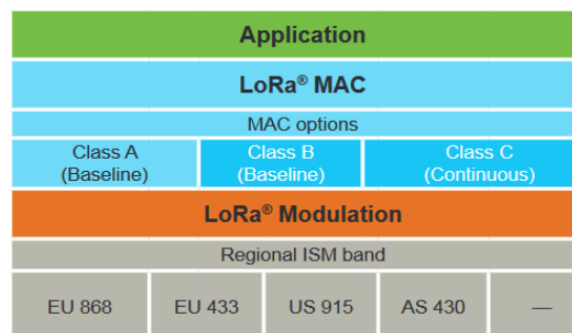 Application
LoRa® MAC
MAC options
Class A Class B Class C
(Baseline) (Baseline) (Continuous)
LoRa® Modulation
Regional ISM band
EU 868 EU 433 US 915 AS 430 —